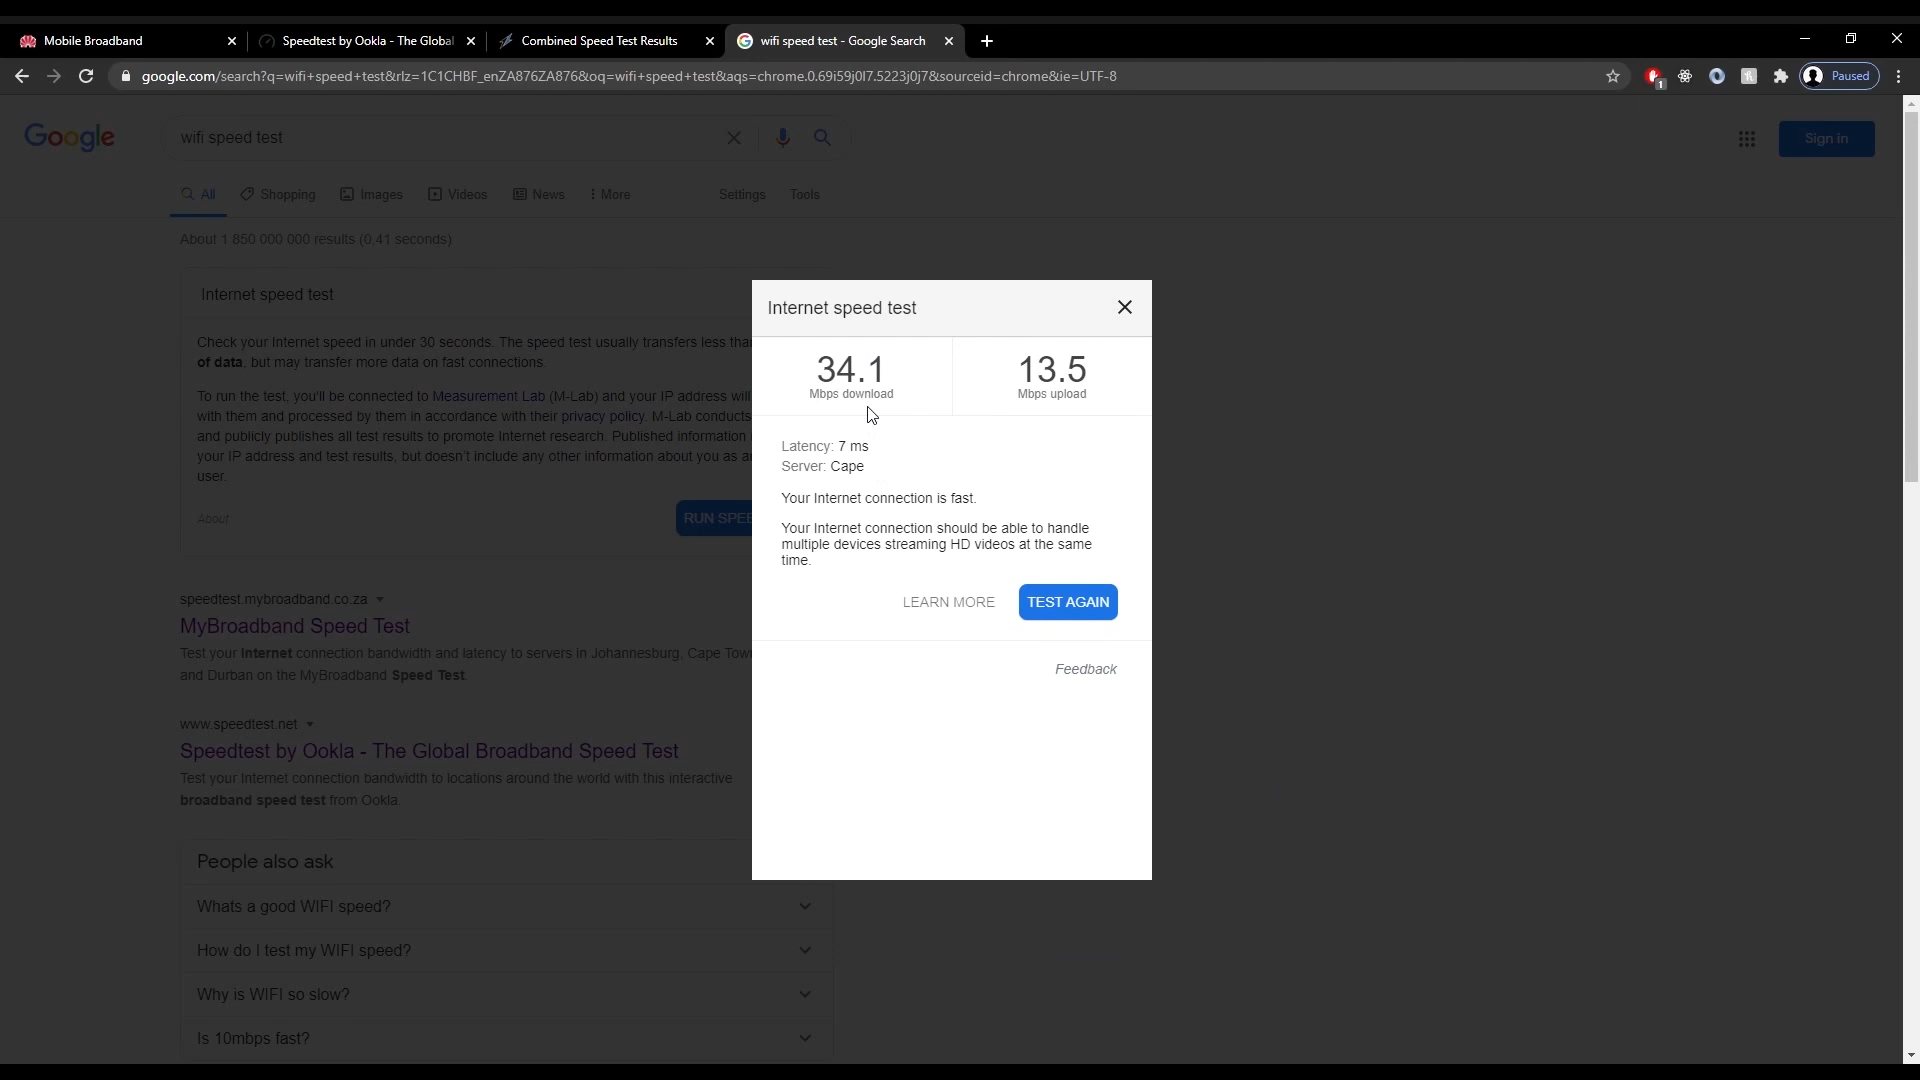 Mobile Broadband
Speedtest by Ookla - The Global
Combined Speed Test Results
wifi speed test - Google Search
google.com/search?q=wifi+speed+test&rlz=1C1CHBF_enZA876ZA876&oq=wifi+speed+test&aqs=chrome.0.69i59j0l7.5223j0j7&sourceid=chrome&ie=UTF-8
1
Paused
Google
wifi speed test
Sign in
All
Shopping
Images
Videos
News
More
Settings
Tools
About 1 850 000 000 results (0,41 seconds)
Internet speed test
Check your Internet speed in under 30 seconds. The speed test usually transfers less
of data, but may transfer more data on fast connections.
To run the test, you'll be connected to Measurement Lab (M-Lab) and your IP address
with them and processed by them in accordance with their privacy policy. M-Lab conducts
and publicly publishes all test results to promote Internet research. Published information
your IP address and test results, but doesn't include any other information about you as
user.
About
RUN
speedtest.mybroadband.co.za
MyBroadband Speed Test
Test your Internet connection bandwidth and latency to servers in Johannesburg, Cape
and Durban on the MyBroadband Speed Test.
www.speedtest.net
Speedtest by Ookla - The Global Broadband Speed Test
Test your Internet connection bandwidth to locations around the world with this interactive
broadband speed test from Ookla.
People also ask
Whats a good WIFI speed?
How do I test my WIFI speed?
Why is WIFI so slow?
Is 10mbps fast?
Internet speed test
34.1
Mbps download
13.5
Mbps upload
Latency: 7 ms
Server: Cape
Your Internet connection is fast.
Your Internet connection should be able to handle
multiple devices streaming HD videos at the same
time.
LEARN MORE
TEST AGAIN
Feedback